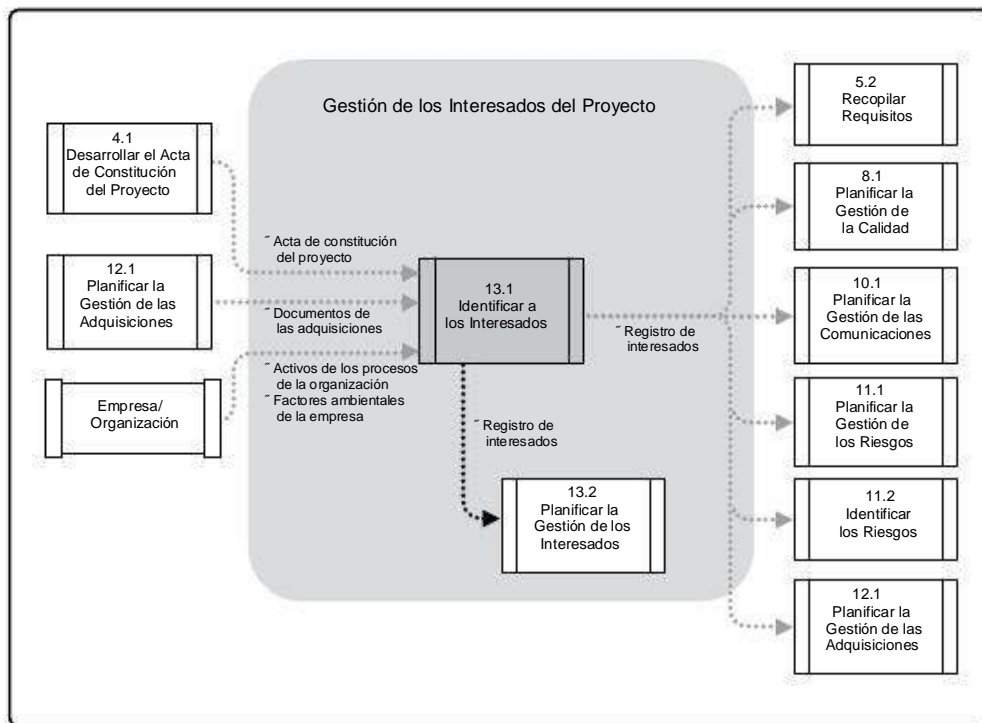 Gestión de los Interesados del Proyecto
4.1
Desarrollar el Acta
de Constitución
del Proyecto
12.1
Planificar la
Gestión de las
Adquisiciones
Empresa/
Organización
˝ Acta de constitución
del proyecto
˝ Documentos de
las adquisiciones
˝ Activos de los procesos
de la organización
˝ Factores ambientales
de la empresa
13.1
Identificar a
los Interesados
˝ Registro de
interesados
13.2
Planificar la
Gestión de los
Interesados
˝ Registro de
interesados
5.2
Recopilar
Requisitos
8.1
Planificar la
Gestión de
la Calidad
10.1
Planificar la
Gestión de las
Comunicaciones
11.1
Planificar la
Gestión de
los Riesgos
11.2
Identificar
los Riesgos
12.1
Planificar la
Gestión de las
Adquisiciones